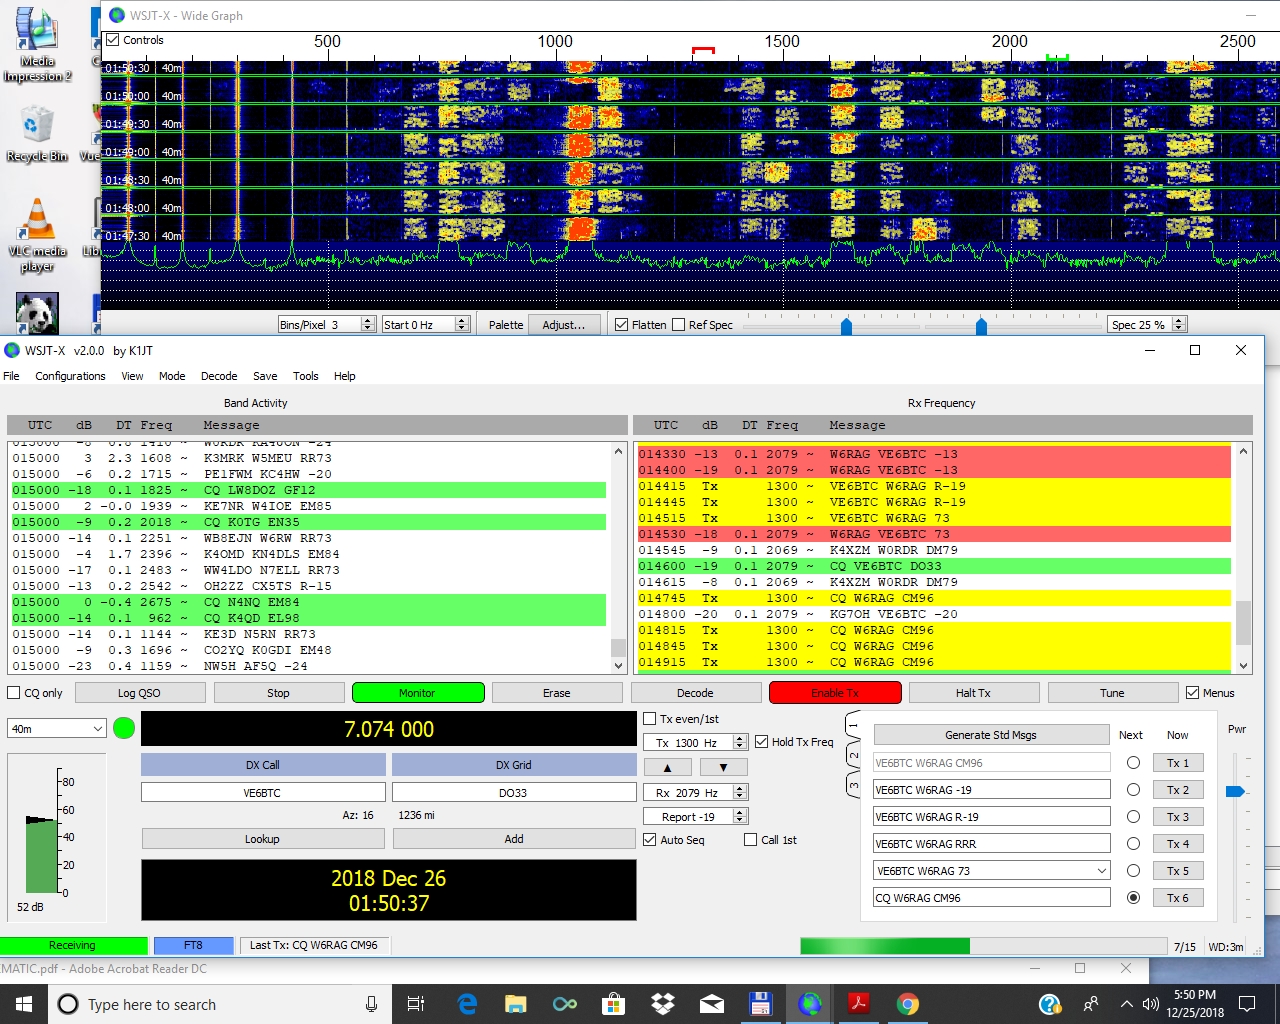 WSJT-X - Wide Graph
Controls
500 1000 1500 2000 2500
01:50:30 40m
01:50:00 40m
01:49:30 40m
01:49:00 40m
01:48:30 40m
01:48:00 40m
01:47:30 40m
Media Impression 2
Recycle Bin
Vue
VLC media player
Lib
Bins/Pixel 3 Start 0 Hz Palette Adjust... Flatten Ref Spec Spec 25 %
WSJT-X v2.0.0 by K1JT
File Configurations View Mode Decode Save Tools Help
Band Activity
UTC dB DT Freq Message
015000 -8 0.8 1410 ~ W0RDR KA4UON -24
015000 3 2.3 1608 ~ K3MRK W5MEU RR73
015000 -6 0.2 1715 ~ PE1FWM KC4HW -20
015000 -18 0.1 1825 ~ CQ LW8DOZ GF12
015000 2 -0.0 1939 ~ KE7NR W4IOE EM85
015000 -9 0.2 2018 ~ CQ K0TG EN35
015000 -14 0.1 2251 ~ WB8EJN W6RW RR73
015000 -4 1.7 2396 ~ K4OMD KN4DLS EM84
015000 -17 0.1 2483 ~ WW4LDO N7ELL RR73
015000 -13 0.2 2542 ~ OH2ZZ CX5TS R-15
015000 0 -0.4 2675 ~ CQ N4NQ EM84
015000 -14 0.1 962 ~ CQ K4QD EL98
015000 -14 0.1 1144 ~ KE3D N5RN RR73
015000 -9 0.3 1696 ~ CO2YQ K0GDI EM48
015000 -23 0.4 1159 ~ NW5H AF5Q -24
Rx Frequency
UTC dB DT Freq Message
014330 -13 0.1 2079 ~ W6RAG VE6BTC -13
014400 -19 0.1 2079 ~ W6RAG VE6BTC -13
014415 Tx 1300 ~ VE6BTC W6RAG R-19
014445 Tx 1300 ~ VE6BTC W6RAG R-19
014515 Tx 1300 ~ VE6BTC W6RAG 73
014530 -18 0.1 2079 ~ W6RAG VE6BTC 73
014545 -9 0.1 2069 ~ K4XZM W0RDR DM79
014600 -19 0.1 2079 ~ CQ VE6BTC DO33
014615 -8 0.1 2069 ~ K4XZM W0RDR DM79
014745 Tx 1300 ~ CQ W6RAG CM96
014800 -20 0.1 2079 ~ KG7OH VE6BTC -20
014815 Tx 1300 ~ CQ W6RAG CM96
014845 Tx 1300 ~ CQ W6RAG CM96
014915 Tx 1300 ~ CQ W6RAG CM96
CQ only Log QSO Stop Monitor Erase Decode Enable Tx Halt Tx Tune Menus
40m
7.074 000
DX Call DX Grid
VE6BTC DO33
Az: 16 1236 mi
Lookup Add
2018 Dec 26
01:50:37
80
60
40
20
0
52 dB
Tx even/1st
Tx 1300 Hz Hold Tx Freq
▲ ▼
Rx 2079 Hz
Report -19
Auto Seq Call 1st
1
2
3
Generate Std Msgs Next Now Pwr
VE6BTC W6RAG CM96 Tx 1
VE6BTC W6RAG -19 Tx 2
VE6BTC W6RAG R-19 Tx 3
VE6BTC W6RAG RRR Tx 4
VE6BTC W6RAG 73 Tx 5
CQ W6RAG CM96 Tx 6
Receiving FT8 Last Tx: CQ W6RAG CM96 7/15 WD:3m
MATIC.pdf - Adobe Acrobat Reader DC
Type here to search
5:50 PM
12/25/2018